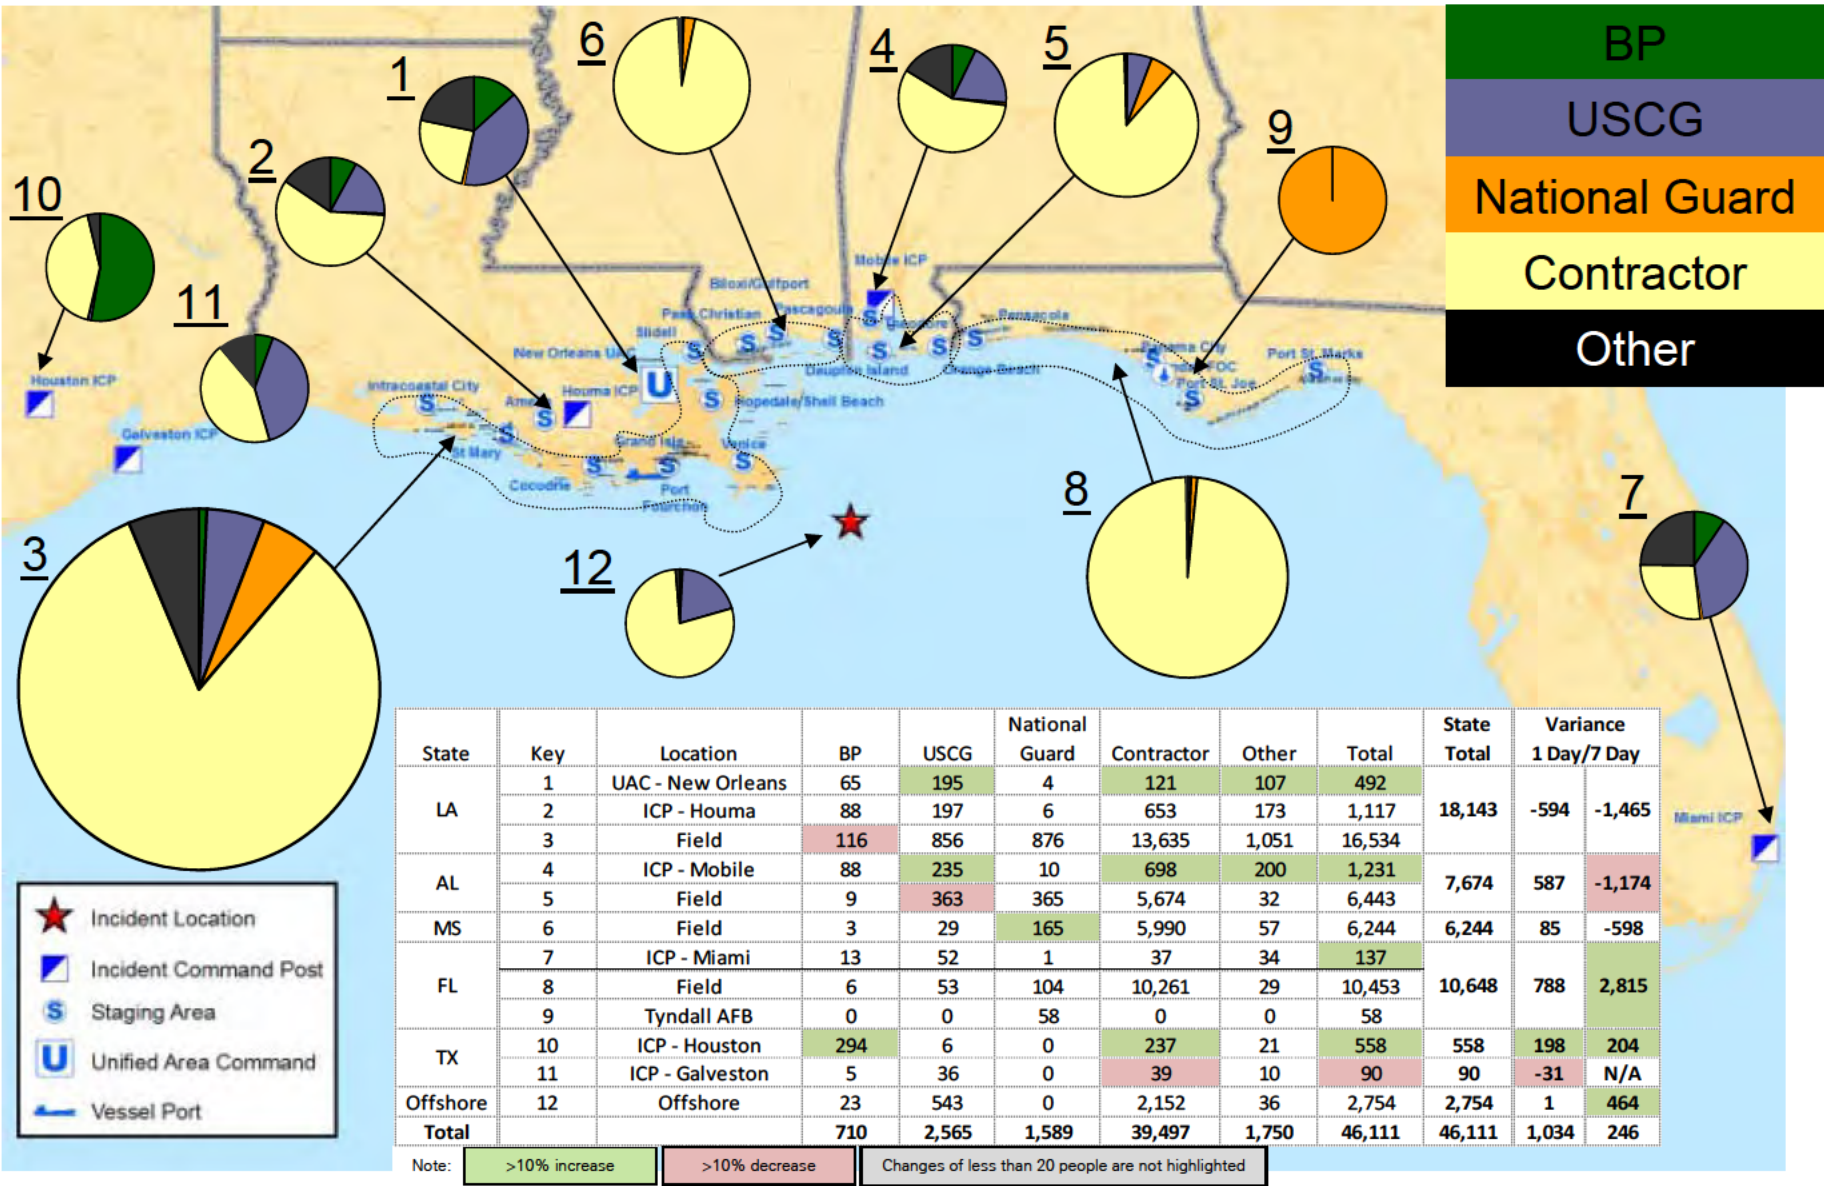 BP
USCG
National Guard
Contractor
Other
6
4
5
1
2
9
10
11
3
12
8
7
Mobile ICP
Biloxi/Gulfport
Pass Christian
Pascagoula
Theodore
Pensacola
Slidell
New Orleans UAC
Dauphin Island
Orange Beach
Panama City
Port St. Marks
Port St. Joe
Houston ICP
Galveston ICP
Intracoastal City
Houma ICP
Hopedale/Shell Beach
Grand Isle
Venice
St Mary
Cocodrie
Port
Fourchon
Miami ICP
S
U
Incident Location
Incident Command Post
S Staging Area
U Unified Area Command
Vessel Port
State Key Location BP USCG National Guard Contractor Other Total State Total Variance 1 Day/7 Day
LA 1 UAC - New Orleans 65 195 4 121 107 492 18,143 -594 -1,465
2 ICP - Houma 88 197 6 653 173 1,117
3 Field 116 856 876 13,635 1,051 16,534
AL 4 ICP - Mobile 88 235 10 698 200 1,231 7,674 587 -1,174
5 Field 9 363 365 5,674 32 6,443
MS 6 Field 3 29 165 5,990 57 6,244 6,244 85 -598
FL 7 ICP - Miami 13 52 1 37 34 137 10,648 788 2,815
8 Field 6 53 104 10,261 29 10,453
9 Tyndall AFB 0 0 58 0 0 58
TX 10 ICP - Houston 294 6 0 237 21 558 558 198 204
11 ICP - Galveston 5 36 0 39 10 90 90 -31 N/A
Offshore 12 Offshore 23 543 0 2,152 36 2,754 2,754 1 464
Total 710 2,565 1,589 39,497 1,750 46,111 46,111 1,034 246
Note: >10% increase >10% decrease Changes of less than 20 people are not highlighted